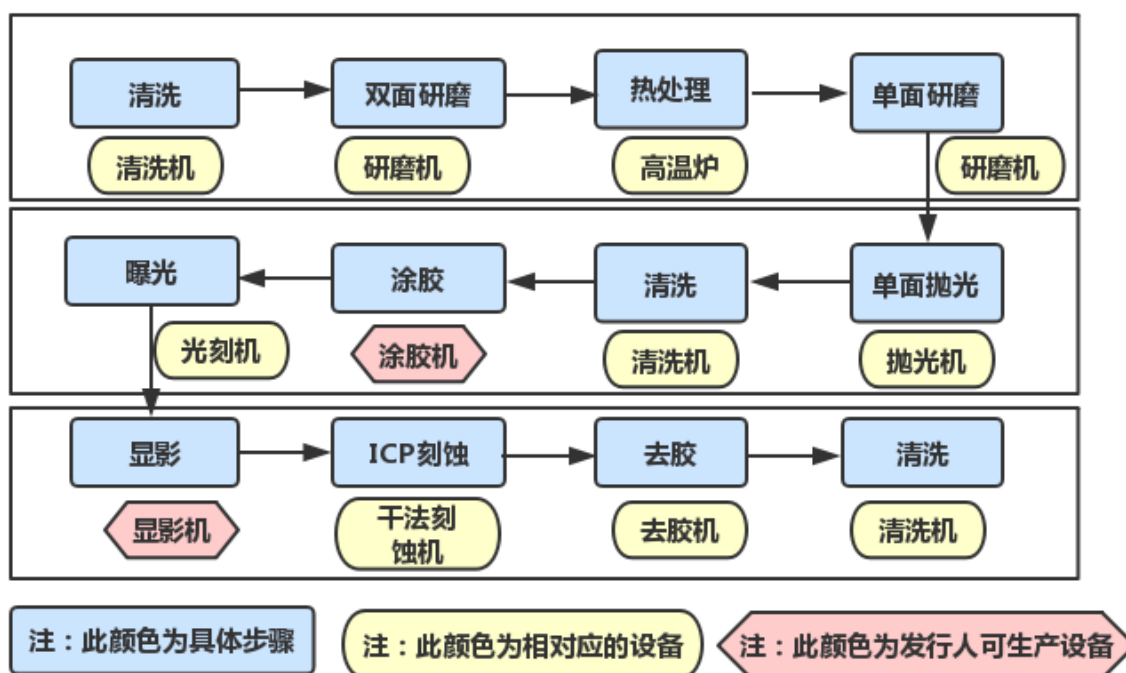 清洗
双面研磨
热处理
单面研磨
清洗机
研磨机
高温炉
研磨机
曝光
涂胶
清洗
单面抛光
光刻机
涂胶机
清洗机
抛光机
显影
ICP刻蚀
去胶
清洗
显影机
干法刻
蚀机
去胶机
清洗机
注：此颜色为具体步骤
注：此颜色为相对应的设备
注：此颜色为发行人可生产设备